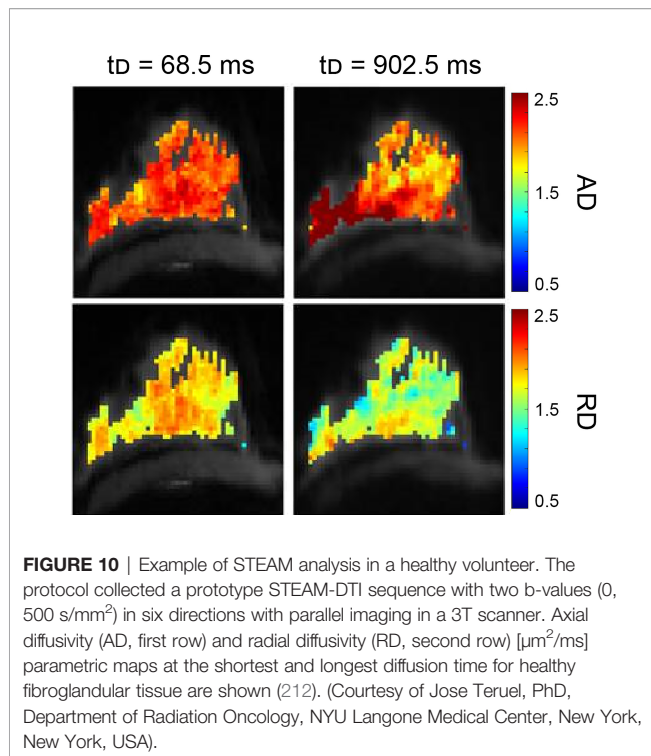 tD = 68.5 ms tD = 902.5 ms
2.5
1.5
0.5
AD
2.5
1.5
0.5
RD
FIGURE 10 | Example of STEAM analysis in a healthy volunteer. The
protocol collected a prototype STEAM-DTI sequence with two b-values (0,
500 s/mm²) in six directions with parallel imaging in a 3T scanner. Axial
diffusivity (AD, first row) and radial diffusivity (RD, second row) [µm²/ms]
parametric maps at the shortest and longest diffusion time for healthy
fibroglandular tissue are shown (212). (Courtesy of Jose Teruel, PhD,
Department of Radiation Oncology, NYU Langone Medical Center, New York,
New York, USA).